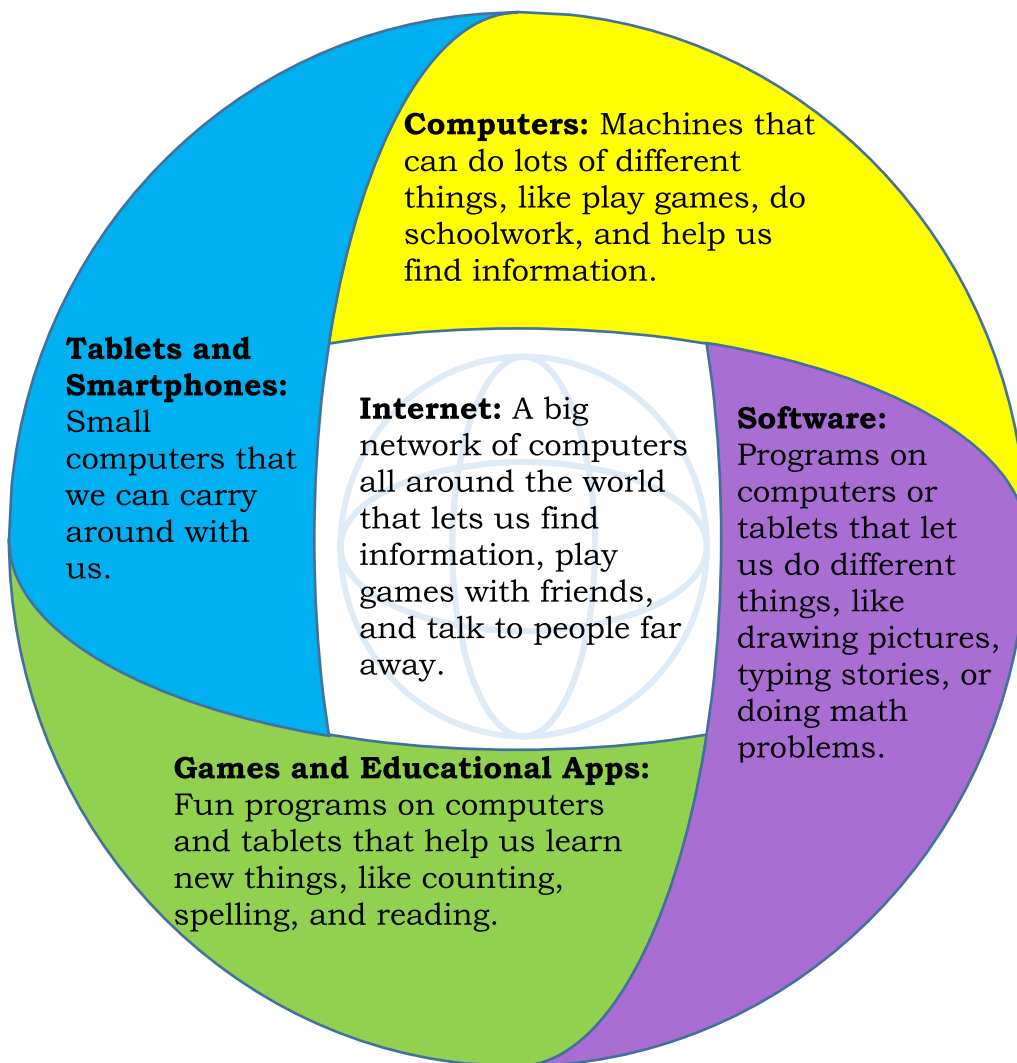 Computers: Machines that
can do lots of different
things, like play games, do
schoolwork, and help us
find information.
Tablets and
Smartphones:
Small
computers that
we can carry
around with
us.
Internet: A big
network of computers
all around the world
that lets us find
information, play
games with friends,
and talk to people far
away.
Software:
Programs on
computers or
tablets that let
us do different
things, like
drawing pictures,
typing stories, or
doing math
problems.
Games and Educational Apps:
Fun programs on computers
and tablets that help us learn
new things, like counting,
spelling, and reading.